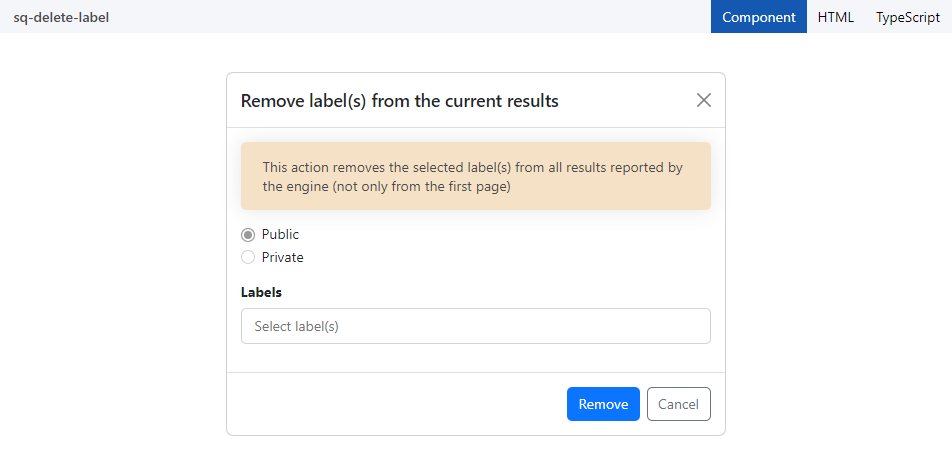 sq-delete-label
Component HTML TypeScript
Remove label(s) from the current results
This action removes the selected label(s) from all results reported by
the engine (not only from the first page)
Public
Private
Labels
Select label(s)
Remove Cancel